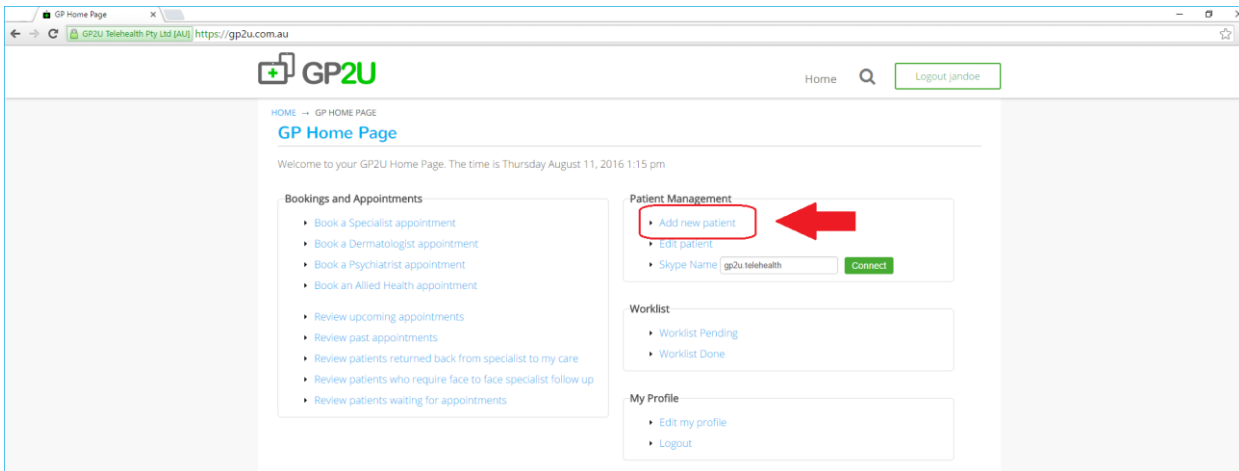 GP Home Page
GP2U Telehealth Pty Ltd [AU] https://gp2u.com.au
GP2U
Home
Logout jandoe
HOME → GP HOME PAGE
GP Home Page
Welcome to your GP2U Home Page. The time is Thursday August 11, 2016 1:15 pm
Bookings and Appointments
Book a Specialist appointment
Book a Dermatologist appointment
Book a Psychiatrist appointment
Book an Allied Health appointment
Review upcoming appointments
Review past appointments
Review patients returned back from specialist to my care
Review patients who require face to face specialist follow up
Review patients waiting for appointments
Patient Management
Add new patient
Edit patient
Skype Name gp2u.telehealth Connect
Worklist
Worklist Pending
Worklist Done
My Profile
Edit my profile
Logout